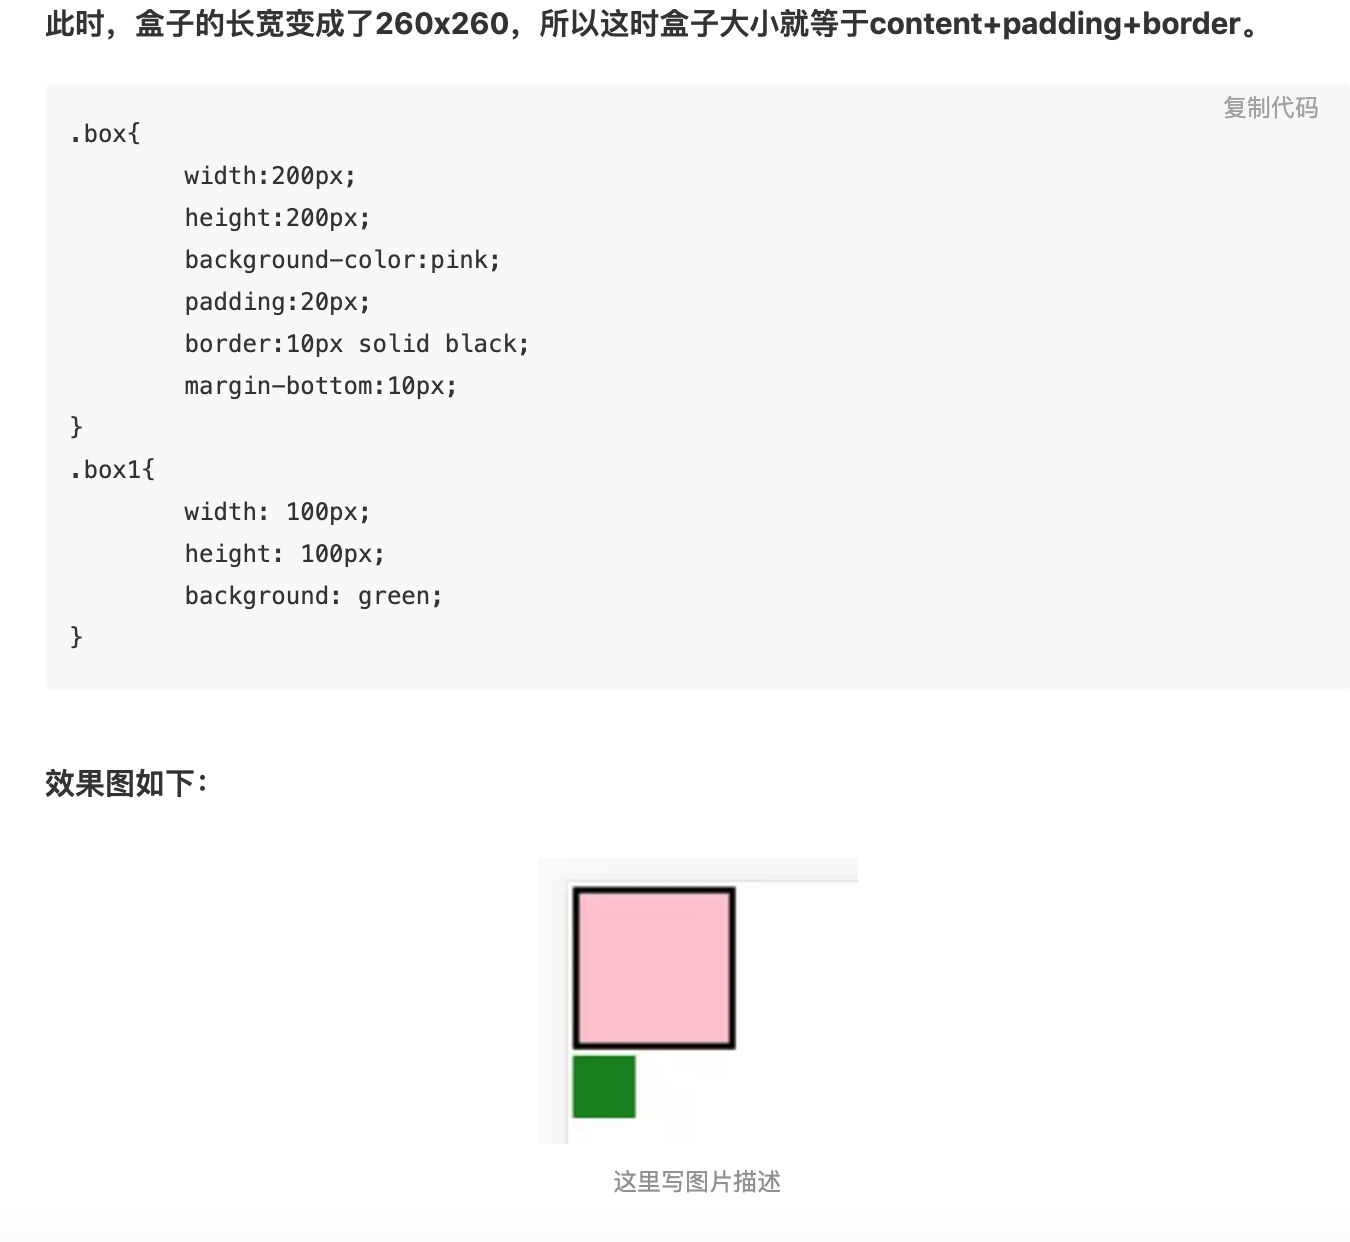 此时，盒子的长宽变成了260x260，所以这时盒子大小就等于content+padding+border。
复制代码
.box{
        width:200px;
        height:200px;
        background-color:pink;
        padding:20px;
        border:10px solid black;
        margin-bottom:10px;
}
.box1{
        width: 100px;
        height: 100px;
        background: green;
}
效果图如下：
这里写图片描述